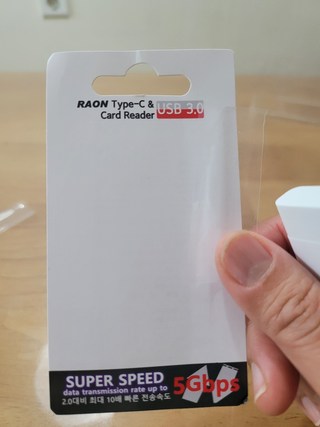 RAON Type-C &
Card Reader USB 3.0
SUPER SPEED
data transmission rate up to 5Gbps
2.0대비 최대 10배 빠른 전송속도